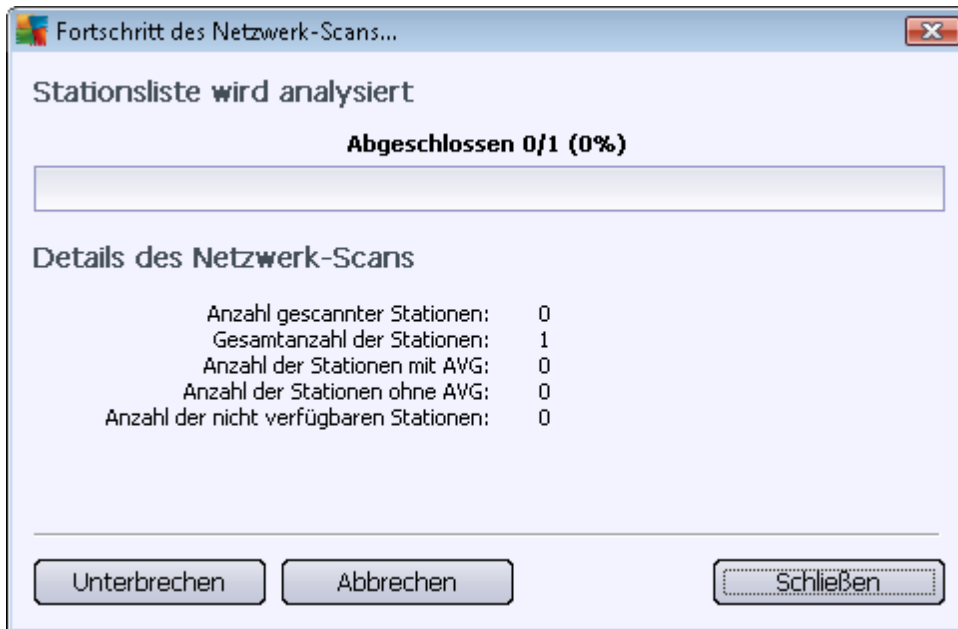 Fortschritt des Netzwerk-Scans...
Stationsliste wird analysiert
Abgeschlossen 0/1 (0%)
Details des Netzwerk-Scans
Anzahl gescannter Stationen: 0
Gesamtanzahl der Stationen: 1
Anzahl der Stationen mit AVG: 0
Anzahl der Stationen ohne AVG: 0
Anzahl der nicht verfügbaren Stationen: 0
Unterbrechen Abbrechen Schließen